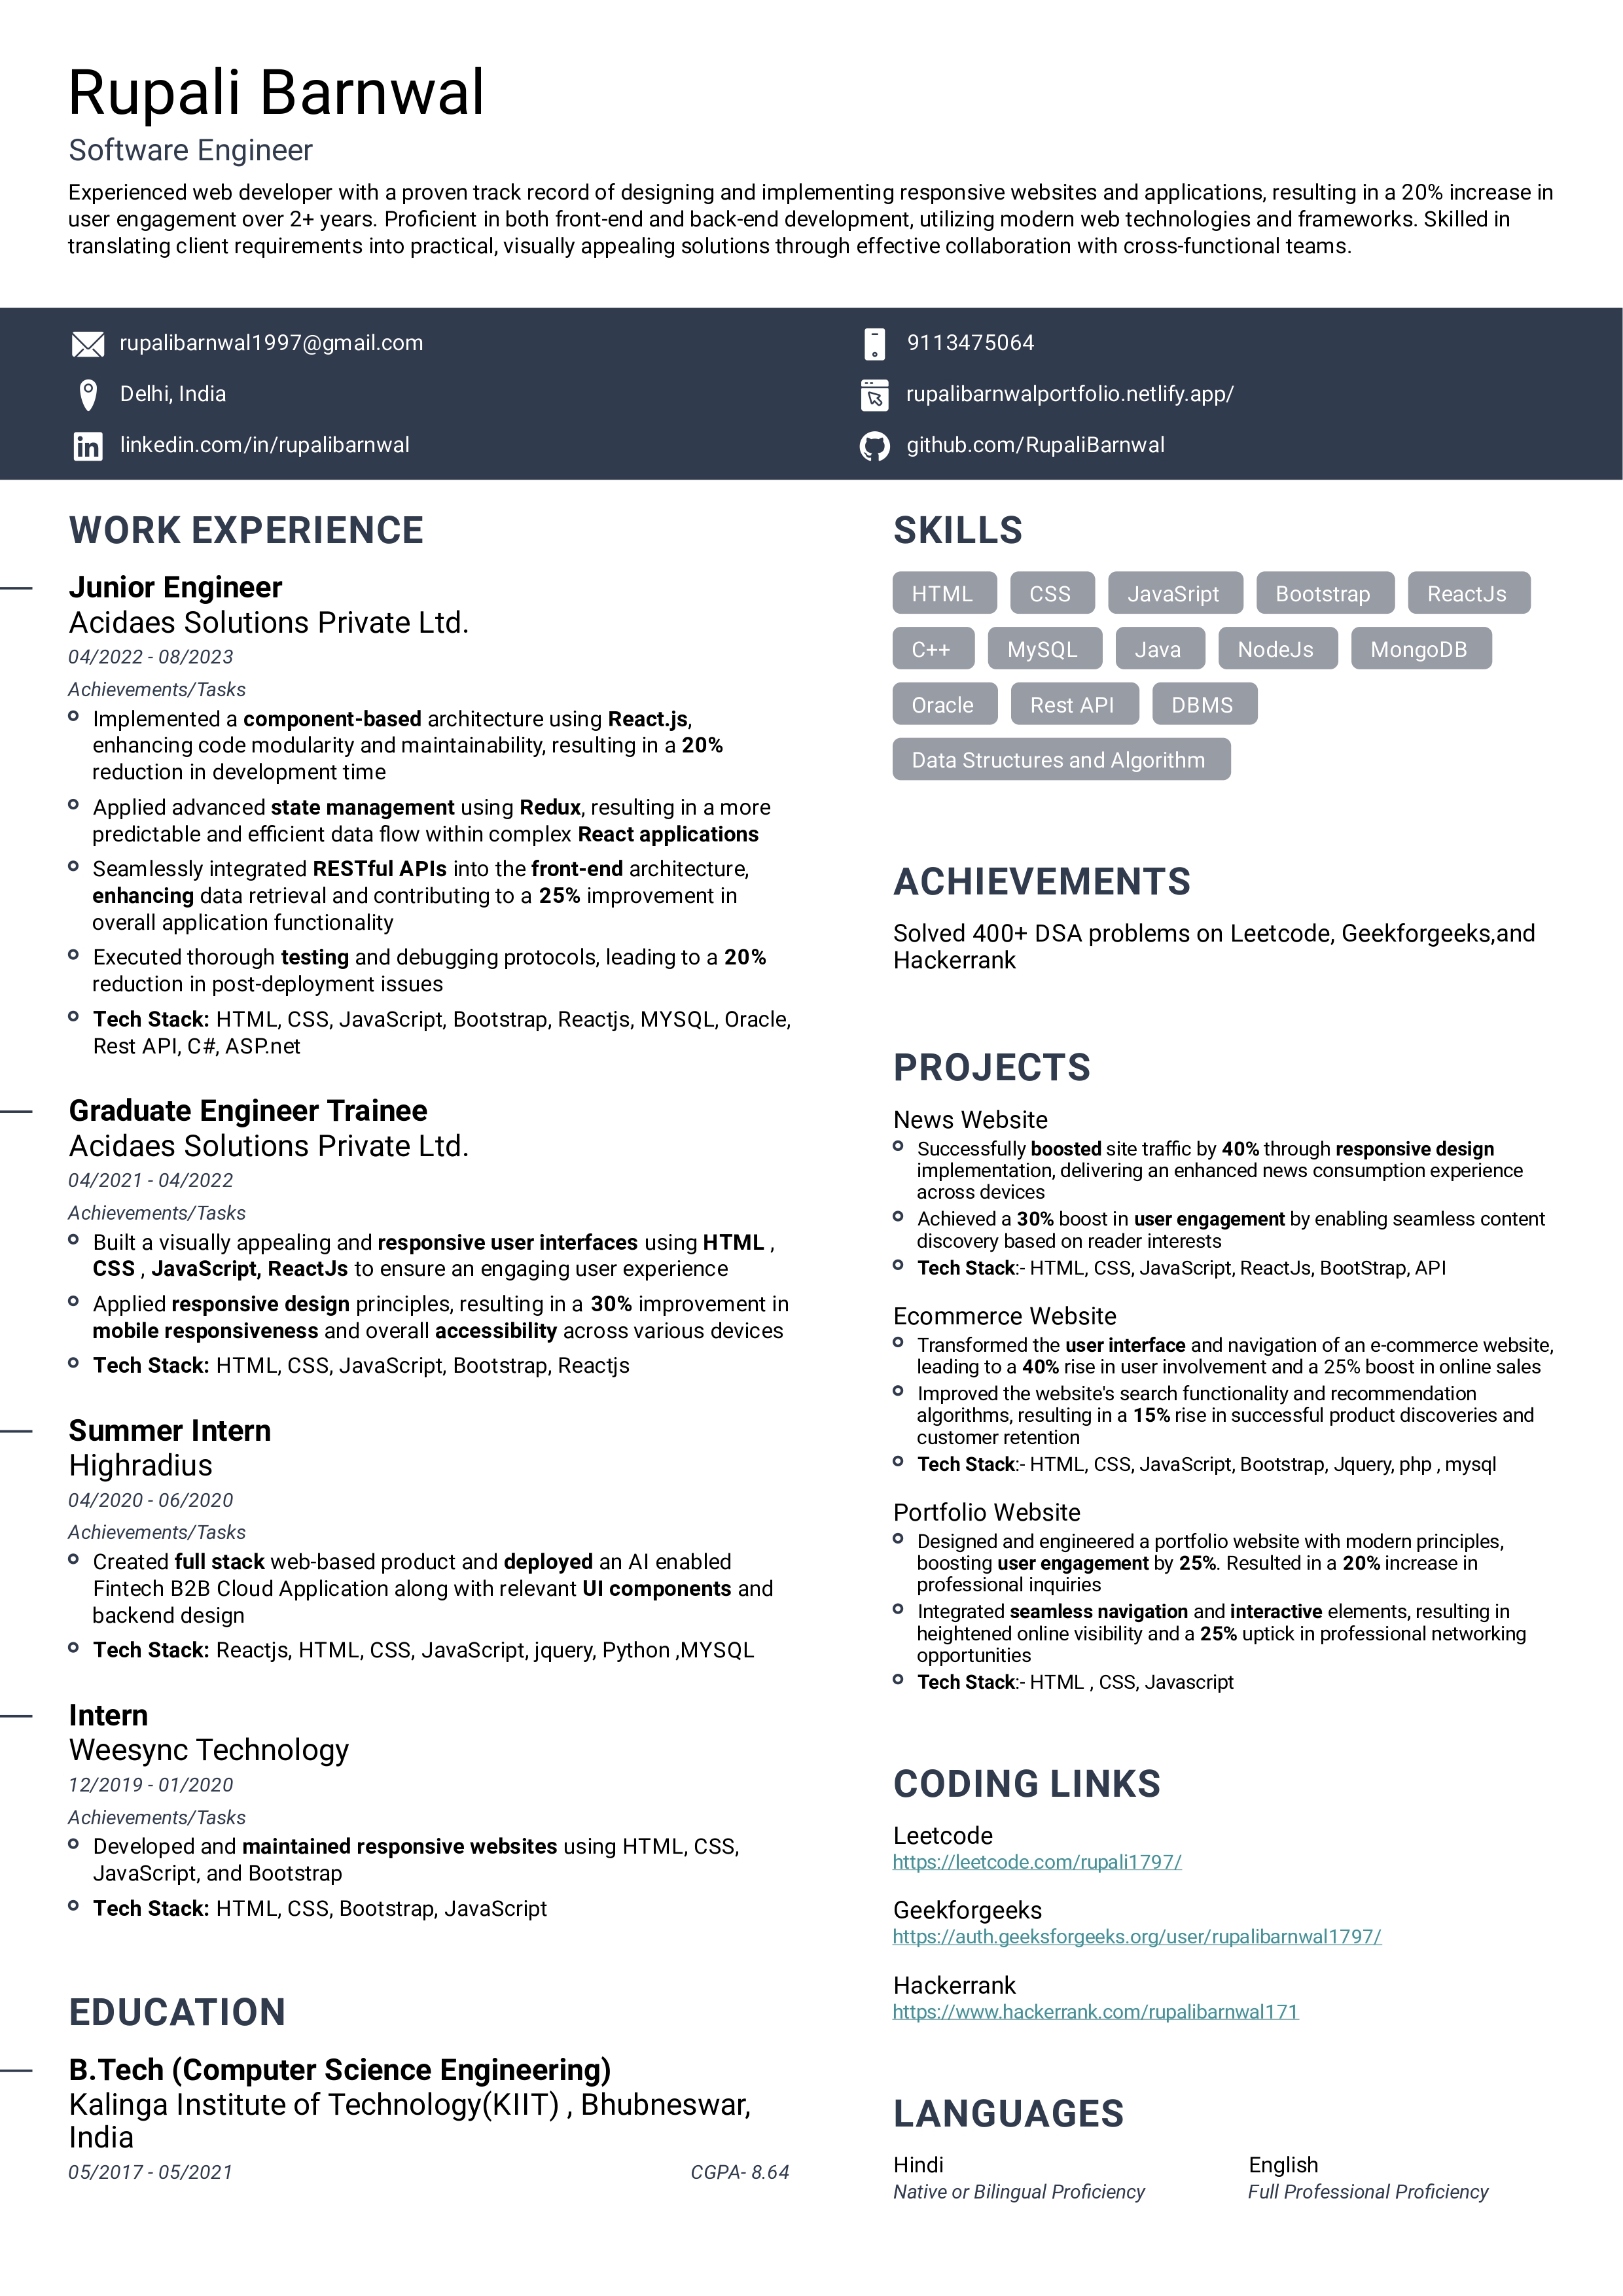 Rupali Barnwal
Software Engineer
Experienced web developer with a proven track record of designing and implementing responsive websites and applications, resulting in a 20% increase in
user engagement over 2+ years. Proficient in both front-end and back-end development, utilizing modern web technologies and frameworks. Skilled in
translating client requirements into practical, visually appealing solutions through effective collaboration with cross-functional teams.
rupalibarnwal1997@gmail.com
9113475064
Delhi, India
rupalibarnwalportfolio.netlify.app/
linkedin.com/in/rupalibarnwal
github.com/RupaliBarnwal
WORK EXPERIENCE
Junior Engineer
Acidaes Solutions Private Ltd.
04/2022 - 08/2023
Achievements/Tasks
Implemented a component-based architecture using React.js,
enhancing code modularity and maintainability, resulting in a 20%
reduction in development time
Applied advanced state management using Redux, resulting in a more
predictable and efficient data flow within complex React applications
Seamlessly integrated RESTful APIs into the front-end architecture,
enhancing data retrieval and contributing to a 25% improvement in
overall application functionality
Executed thorough testing and debugging protocols, leading to a 20%
reduction in post-deployment issues
Tech Stack: HTML, CSS, JavaScript, Bootstrap, Reactjs, MYSQL, Oracle,
Rest API, C#, ASP.net
Graduate Engineer Trainee
Acidaes Solutions Private Ltd.
04/2021 - 04/2022
Achievements/Tasks
Built a visually appealing and responsive user interfaces using HTML ,
CSS , JavaScript, ReactJs to ensure an engaging user experience
Applied responsive design principles, resulting in a 30% improvement in
mobile responsiveness and overall accessibility across various devices
Tech Stack: HTML, CSS, JavaScript, Bootstrap, Reactjs
Summer Intern
Highradius
04/2020 - 06/2020
Achievements/Tasks
Created full stack web-based product and deployed an AI enabled
Fintech B2B Cloud Application along with relevant UI components and
backend design
Tech Stack: Reactjs, HTML, CSS, JavaScript, jquery, Python ,MYSQL
Intern
Weesync Technology
12/2019 - 01/2020
Achievements/Tasks
Developed and maintained responsive websites using HTML, CSS,
JavaScript, and Bootstrap
Tech Stack: HTML, CSS, Bootstrap, JavaScript
EDUCATION
B.Tech (Computer Science Engineering)
Kalinga Institute of Technology(KIIT) , Bhubneswar,
India
05/2017 - 05/2021 CGPA- 8.64
SKILLS
HTML CSS JavaSript Bootstrap ReactJs
C++ MySQL Java NodeJs MongoDB
Oracle Rest API DBMS
Data Structures and Algorithm
ACHIEVEMENTS
Solved 400+ DSA problems on Leetcode, Geekforgeeks,and
Hackerrank
PROJECTS
News Website
Successfully boosted site traffic by 40% through responsive design
implementation, delivering an enhanced news consumption experience
across devices
Achieved a 30% boost in user engagement by enabling seamless content
discovery based on reader interests
Tech Stack:- HTML, CSS, JavaScript, ReactJs, BootStrap, API
Ecommerce Website
Transformed the user interface and navigation of an e-commerce website,
leading to a 40% rise in user involvement and a 25% boost in online sales
Improved the website's search functionality and recommendation
algorithms, resulting in a 15% rise in successful product discoveries and
customer retention
Tech Stack:- HTML, CSS, JavaScript, Bootstrap, Jquery, php , mysql
Portfolio Website
Designed and engineered a portfolio website with modern principles,
boosting user engagement by 25%. Resulted in a 20% increase in
professional inquiries
Integrated seamless navigation and interactive elements, resulting in
heightened online visibility and a 25% uptick in professional networking
opportunities
Tech Stack:- HTML , CSS, Javascript
CODING LINKS
Leetcode
https://leetcode.com/rupali1797/
Geekforgeeks
https://auth.geeksforgeeks.org/user/rupalibarnwal1797/
Hackerrank
https://www.hackerrank.com/rupalibarnwal171
LANGUAGES
Hindi English
Native or Bilingual Proficiency Full Professional Proficiency